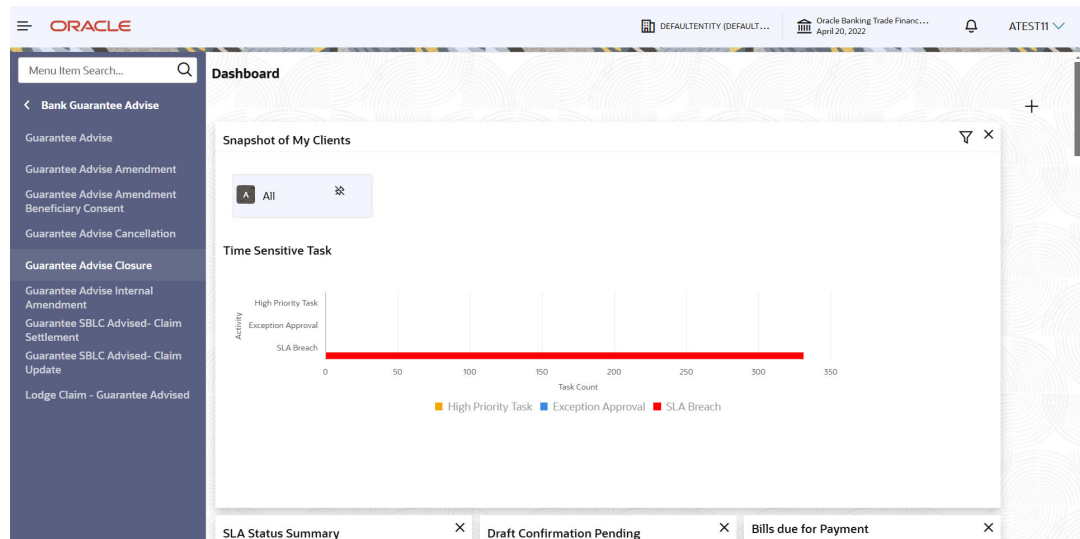 ORACLE
DEFAULTENTITY (DEFAULT...
Oracle Banking Trade Financ...
April 20, 2022
ATEST11
Menu Item Search...
Bank Guarantee Advise
Guarantee Advise
Guarantee Advise Amendment
Guarantee Advise Amendment
Beneficiary Consent
Guarantee Advise Cancellation
Guarantee Advise Closure
Guarantee Advise Internal
Amendment
Guarantee SBLC Advised- Claim
Settlement
Guarantee SBLC Advised- Claim
Update
Lodge Claim - Guarantee Advised
Dashboard
Snapshot of My Clients
A All
Time Sensitive Task
Activity
High Priority Task
Exception Approval
SLA Breach
0 50 100 150 200 250 300 350
Task Count
High Priority Task Exception Approval SLA Breach
SLA Status Summary
Draft Confirmation Pending
Bills due for Payment